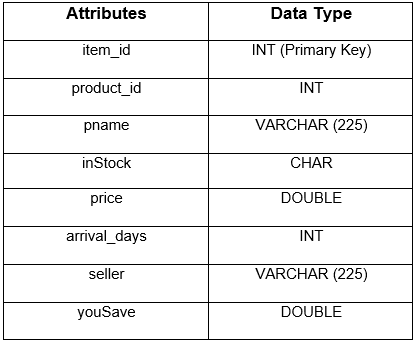 Attributes Data Type
item_id INT (Primary Key)
product_id INT
pname VARCHAR (225)
inStock CHAR
price DOUBLE
arrival_days INT
seller VARCHAR (225)
youSave DOUBLE